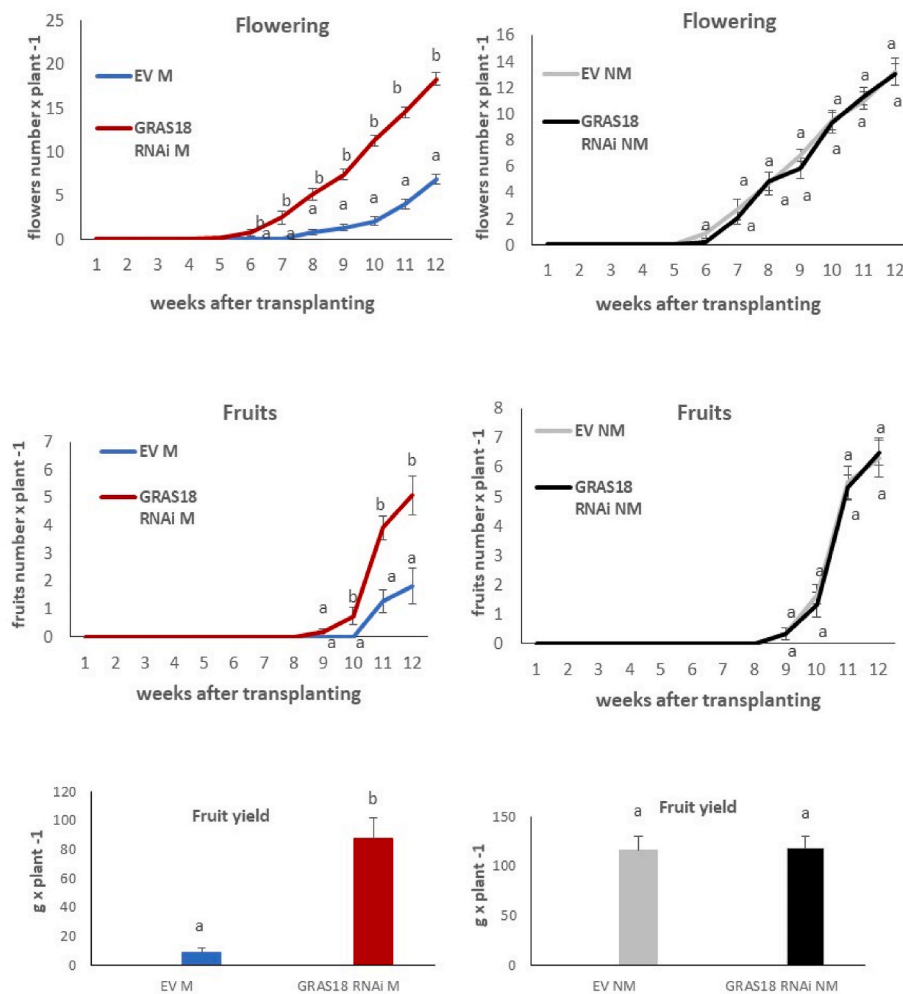 Flowering
25
20
15
10
5
0
flowers number x plant -1
EV M
GRAS18
RNAi M
b
b
b
b
b
b
b
a
a
a
a
a
a
a
1 2 3 4 5 6 7 8 9 10 11 12
weeks after transplanting
Flowering
16
14
12
10
8
6
4
2
0
flowers number x plant -1
EV NM
GRAS18
RNAi NM
a
a
a
a
a
a
a
a
a
a
a
a
a
a
1 2 3 4 5 6 7 8 9 10 11 12
weeks after transplanting
Fruits
7
6
5
4
3
2
1
0
fruits number x plant -1
EV M
GRAS18
RNAi M
b
b
a
a
b
a
a
a
1 2 3 4 5 6 7 8 9 10 11 12
weeks after transplanting
Fruits
8
7
6
5
4
3
2
1
0
fruits number x plant -1
EV NM
GRAS18
RNAi NM
a
a
a
a
a
a
a
a
1 2 3 4 5 6 7 8 9 10 11 12
weeks after transplanting
Fruit yield
120
100
80
60
40
20
0
g x plant -1
a
b
EV M GRAS18 RNAi M
Fruit yield
150
100
50
0
g x plant -1
a
a
EV NM GRAS18 RNAi NM